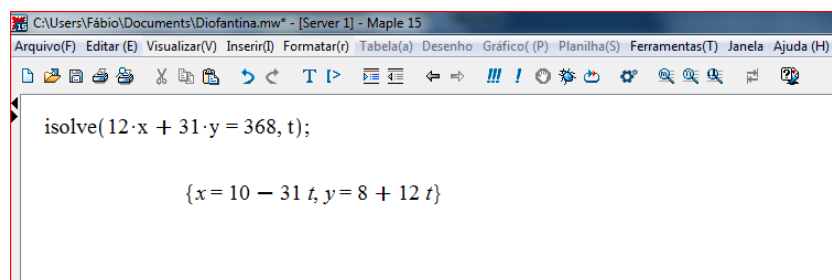 C:\Users\Fábio\Documents\Diofantina.mw* - [Server 1] - Maple 15
Arquivo(F) Editar (E) Visualizar(V) Inserir(I) Formatar(r) Tabela(a) Desenho Gráfico( (P) Planilha(S) Ferramentas(T) Janela Ajuda (H)
isolve(12·x + 31·y = 368, t);
{x = 10 − 31 t, y = 8 + 12 t}